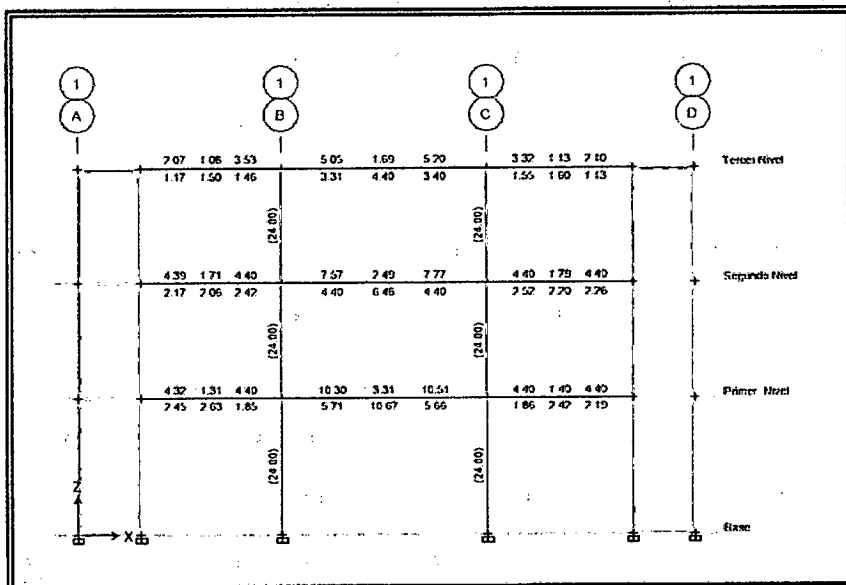 1 1 1 1
A B C D
2.07 1.06 3.53 5.05 1.69 5.20 3.32 1.13 2.10 Tercer Nivel
1.17 1.50 1.46 3.31 4.40 3.40 1.55 1.60 1.13
(24.00) (24.00)
4.39 1.71 4.40 7.57 2.49 7.77 4.40 1.79 4.40 Segundo Nivel
2.17 2.06 2.42 4.40 6.46 4.40 2.52 2.20 2.26
(24.00) (24.00)
4.32 1.31 4.40 10.30 3.31 10.51 4.40 1.40 4.40 Primer Nivel
2.45 2.63 1.85 5.71 10.67 5.66 1.86 2.42 2.19
(24.00) (24.00)
Z
X
Base